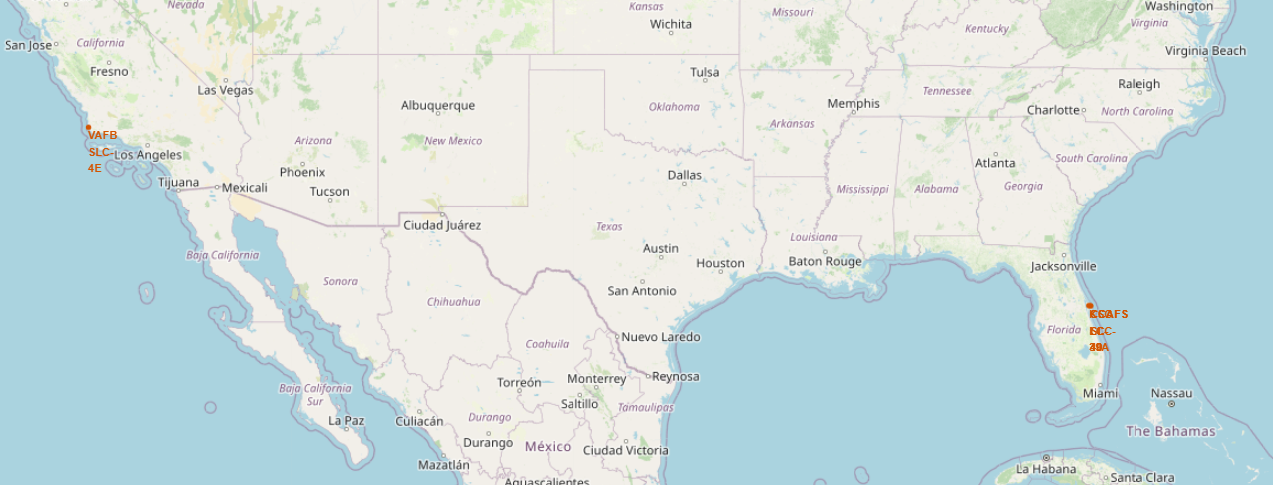 Nevada
Kansas
Missouri
Washington
Wichita
Virginia
Kentucky
San Jose
California
Virginia Beach
Fresno
Las Vegas
Tulsa
Raleigh
Tennessee
Albuquerque
Oklahoma
Memphis
Charlotte
North Carolina
Arkansas
VAFB
SLC-
4E
Los Angeles
Arizona
New Mexico
South Carolina
Atlanta
Phoenix
Dallas
Tijuana
Mexicali
Tucson
Mississippi
Alabama
Georgia
Ciudad Juárez
Texas
Louisiana
Austin
Baja California
Houston
Baton Rouge
Jacksonville
Sonora
San Antonio
Chihuahua
CCAFS
Florida
Nuevo Laredo
Coahuila
Torreón
Monterrey
Reynosa
Baja California
Sur
Miami
Nassau
Saltillo
Tamaulipas
La Paz
Culiacán
Durango
The Bahamas
Durango
México
Ciudad Victoria
Mazatlán
La Habana
Santa Clara
Aguascalientes